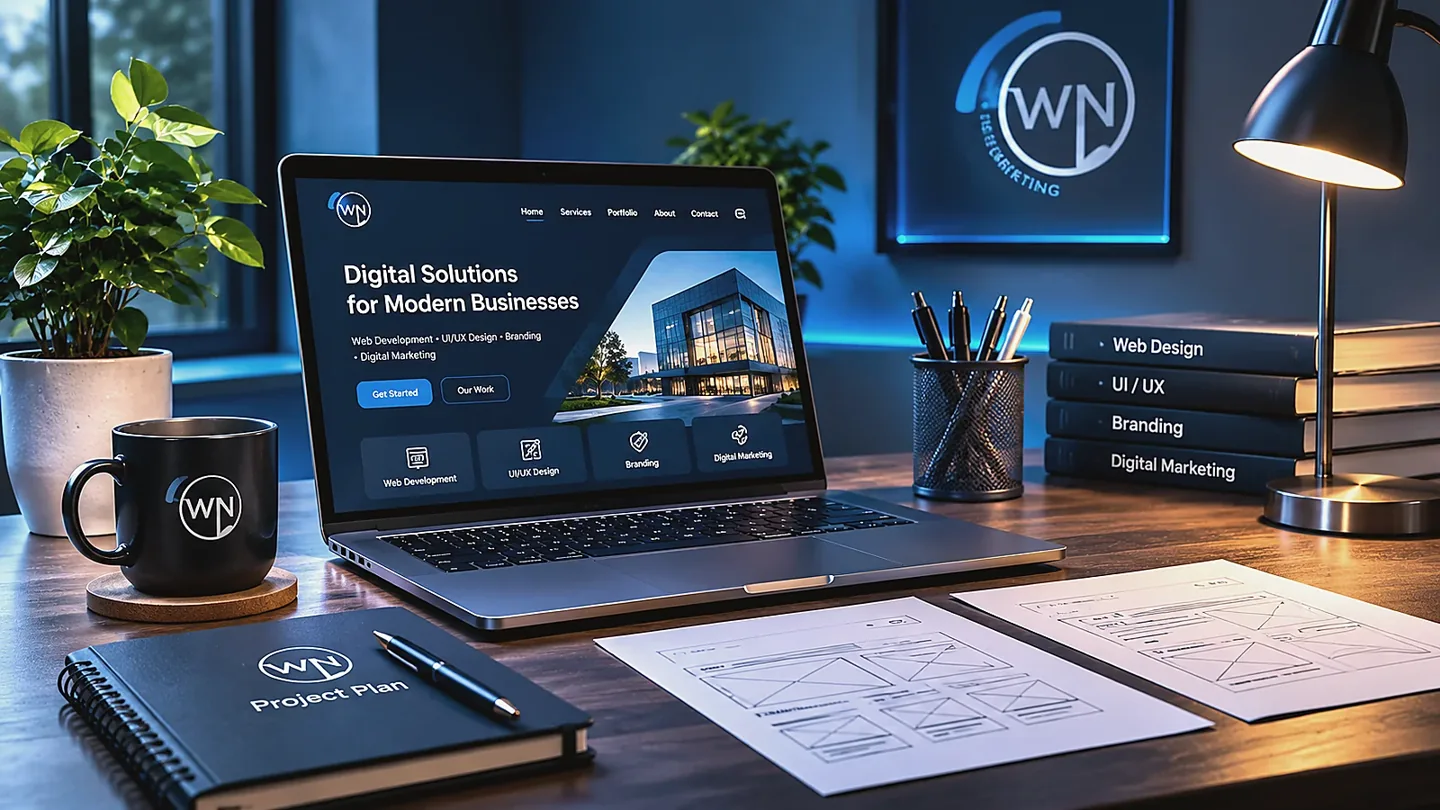 WN
WN
Home Services Portfolio About Contact
Digital Solutions
for Modern Businesses
Web Development • UI/UX Design • Branding
• Digital Marketing
Get Started
Our Work
Web Development
UI/UX Design
Branding
Digital Marketing
• Web Design
• UI / UX
Branding
Digital Marketing
WN
WN
Project Plan